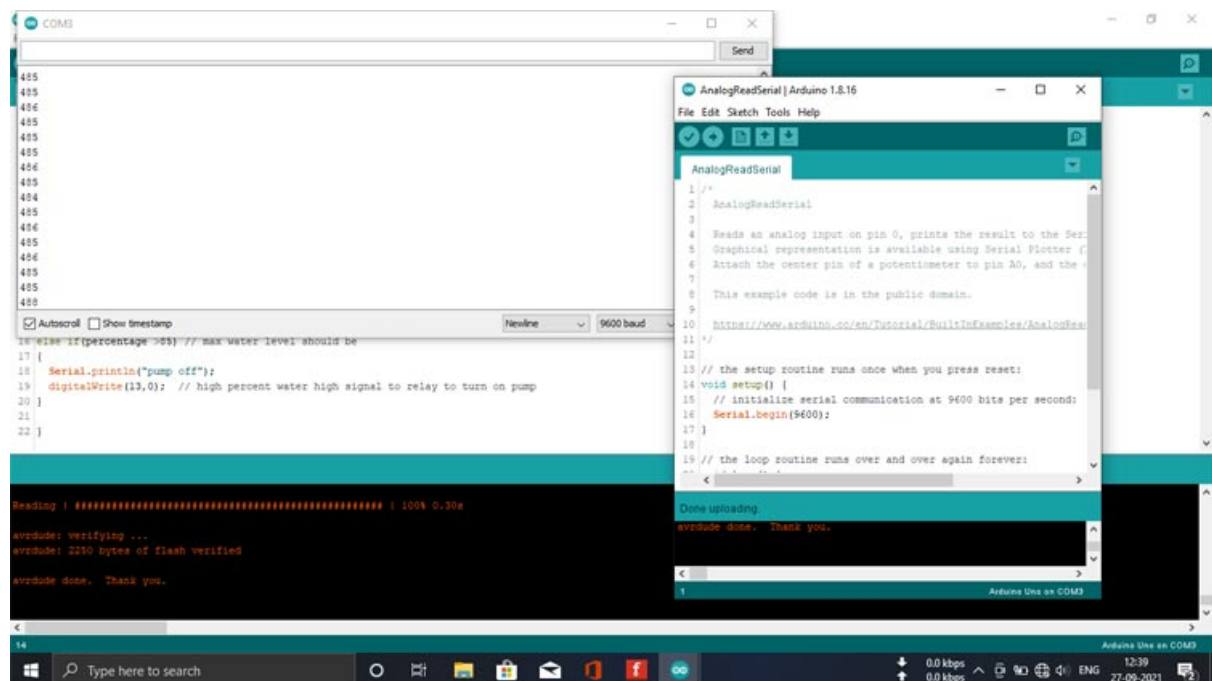 COM3
Send
485
485
486
485
485
485
486
485
484
485
486
485
486
485
485
488
Autoscroll Show timestamp Newline 9600 baud
16 else if(percentage >85) // max water level should be
17 {
18 Serial.println("pump off");
19 digitalWrite(13,0); // high percent water high signal to relay to turn on pump
20 }
21
22 }
Reading | ################################################## | 100% 0.30s
avrdude: verifying ...
avrdude: 2250 bytes of flash verified
avrdude done. Thank you.
14
Arduino Uno on COM3
AnalogReadSerial | Arduino 1.8.16
File Edit Sketch Tools Help
AnalogReadSerial
1 /*
2 AnalogReadSerial
3
4 Reads an analog input on pin 0, prints the result to the Ser
5 Graphical representation is available using Serial Plotter (
6 Attach the center pin of a potentiometer to pin A0, and the
7
8 This example code is in the public domain.
9
10 https://www.arduino.cc/en/Tutorial/BuiltInExamples/AnalogRea
11 */
12
13 // the setup routine runs once when you press reset:
14 void setup() {
15 // initialize serial communication at 9600 bits per second:
16 Serial.begin(9600);
17 }
18
19 // the loop routine runs over and over again forever:
Done uploading.
avrdude done. Thank you.
1
Arduino Uno on COM3
Type here to search
0.0 kbps
0.0 kbps
ENG
12:39
27-09-2021